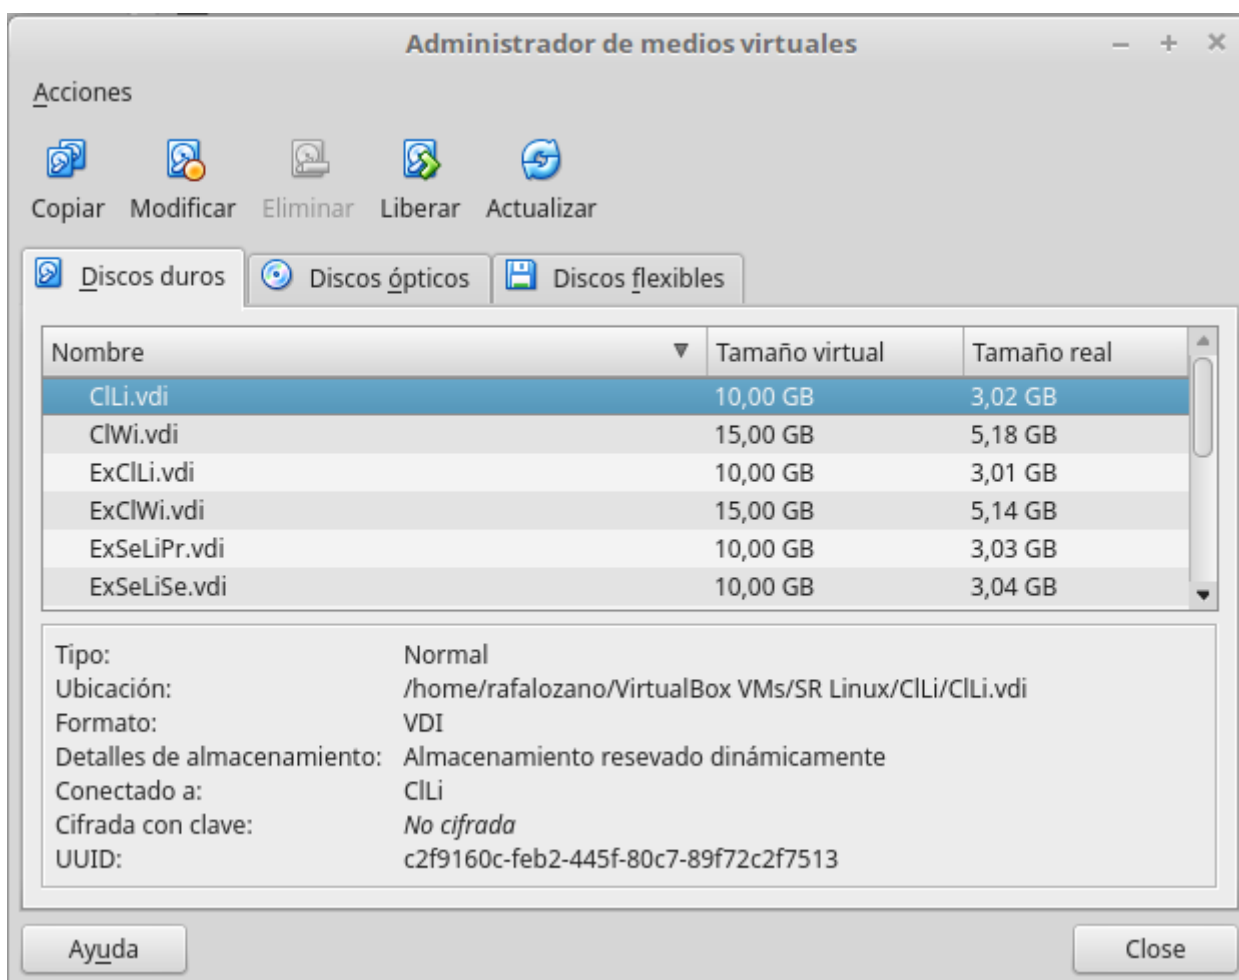 Administrador de medios virtuales
Acciones
Copiar Modificar Eliminar Liberar Actualizar
Discos duros Discos ópticos Discos flexibles
Nombre Tamaño virtual Tamaño real
ClLi.vdi 10,00 GB 3,02 GB
ClWi.vdi 15,00 GB 5,18 GB
ExClLi.vdi 10,00 GB 3,01 GB
ExClWi.vdi 15,00 GB 5,14 GB
ExSeLiPr.vdi 10,00 GB 3,03 GB
ExSeLiSe.vdi 10,00 GB 3,04 GB
Tipo: Normal
Ubicación: /home/rafalozano/VirtualBox VMs/SR Linux/ClLi/ClLi.vdi
Formato: VDI
Detalles de almacenamiento: Almacenamiento resevado dinámicamente
Conectado a: ClLi
Cifrada con clave: No cifrada
UUID: c2f9160c-feb2-445f-80c7-89f72c2f7513
Ayuda Close